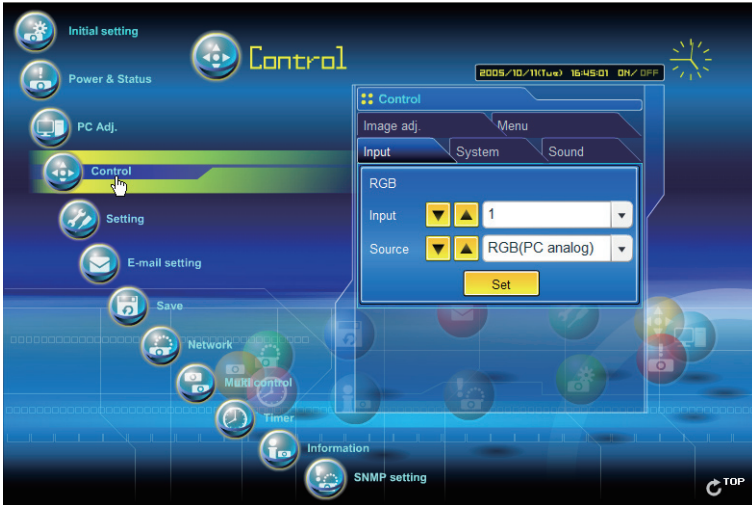 Initial setting
Power & Status
PC Adj.
Control
Setting
E-mail setting
Save
Network
Multi control
Timer
Information
SNMP setting
Control
2005/10/11(Tue) 16:45:01 ON/ OFF
Control
Image adj.
Menu
Input
System
Sound
RGB
Input
1
Source
RGB(PC analog)
Set
TOP